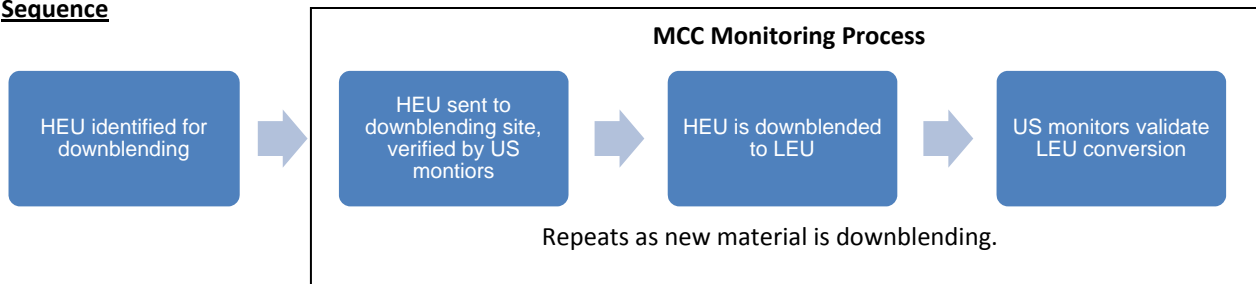 Sequence
MCC Monitoring Process
HEU identified for
downblending
HEU sent to
downblending site,
verified by US
montiors
HEU is downblended
to LEU
US monitors validate
LEU conversion
Repeats as new material is downblending.